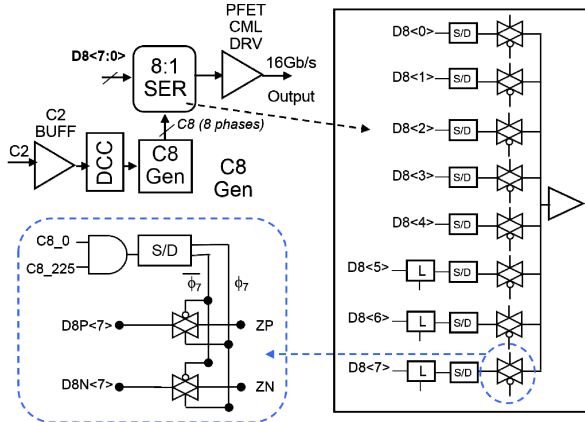 PFET
CML
DRV
D8<7:0>
8:1
SER
16Gb/s
Output
C2
BUFF
C8 (8 phases)
C2
DCC
C8
Gen
C8
Gen
C8_0
C8_225
S/D
ϕ7
ϕ7
D8P<7>
ZP
D8N<7>
ZN
D8<0>
S/D
D8<1>
S/D
D8<2>
S/D
D8<3>
S/D
D8<4>
S/D
D8<5>
L
S/D
D8<6>
L
S/D
D8<7>
L
S/D